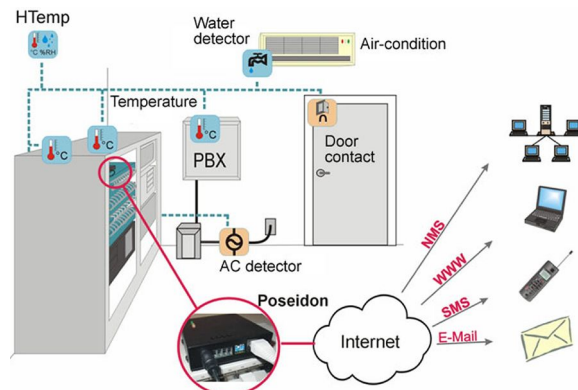 HTemp
°C %RH
Water
detector
Air-condition
Temperature
°C
°C
°C
PBX
Door
contact
AC detector
Poseidon
Internet
NMS
WWW
SMS
E-Mail